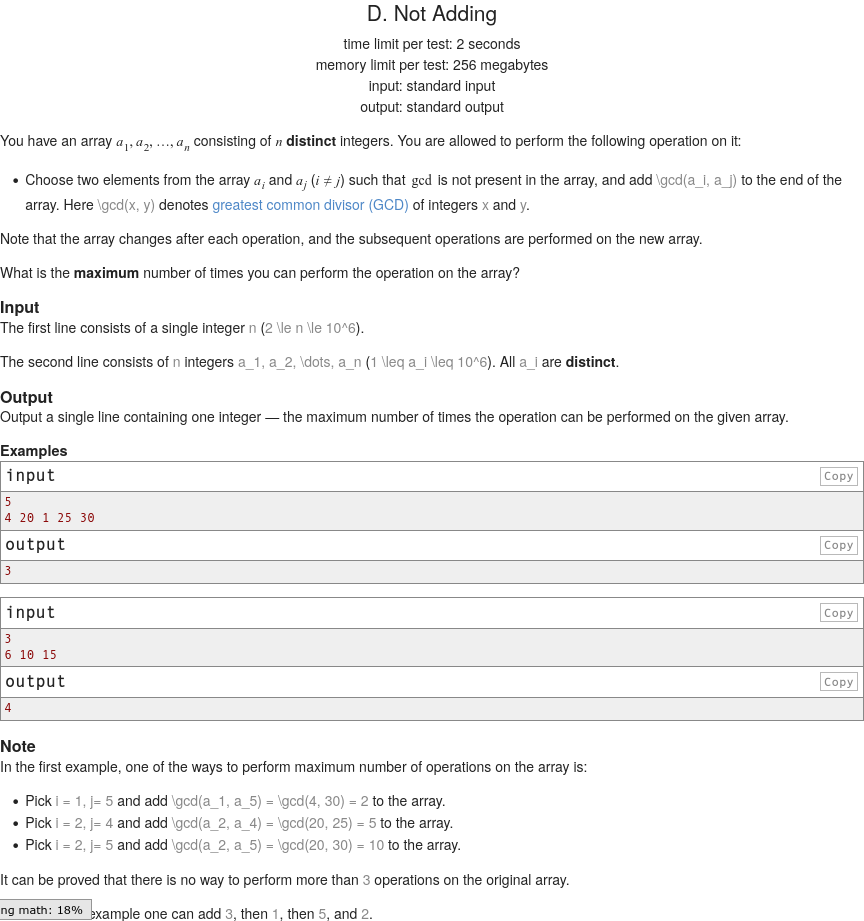 D. Not Adding
time limit per test: 2 seconds
memory limit per test: 256 megabytes
input: standard input
output: standard output
You have an array a1, a2, …, an consisting of n distinct integers. You are allowed to perform the following operation on it:
• Choose two elements from the array ai and aj (i ≠ j) such that gcd is not present in the array, and add \gcd(a_i, a_j) to the end of the
array. Here \gcd(x, y) denotes greatest common divisor (GCD) of integers x and y.
Note that the array changes after each operation, and the subsequent operations are performed on the new array.
What is the maximum number of times you can perform the operation on the array?
Input
The first line consists of a single integer n (2 \le n \le 10^6).
The second line consists of n integers a_1, a_2, \dots, a_n (1 \leq a_i \leq 10^6). All a_i are distinct.
Output
Output a single line containing one integer — the maximum number of times the operation can be performed on the given array.
Examples
input Copy
5
4 20 1 25 30
output Copy
3
input Copy
3
6 10 15
output Copy
4
Note
In the first example, one of the ways to perform maximum number of operations on the array is:
• Pick i = 1, j= 5 and add \gcd(a_1, a_5) = \gcd(4, 30) = 2 to the array.
• Pick i = 2, j= 4 and add \gcd(a_2, a_4) = \gcd(20, 25) = 5 to the array.
• Pick i = 2, j= 5 and add \gcd(a_2, a_5) = \gcd(20, 30) = 10 to the array.
It can be proved that there is no way to perform more than 3 operations on the original array.
ng math: 18% example one can add 3, then 1, then 5, and 2.